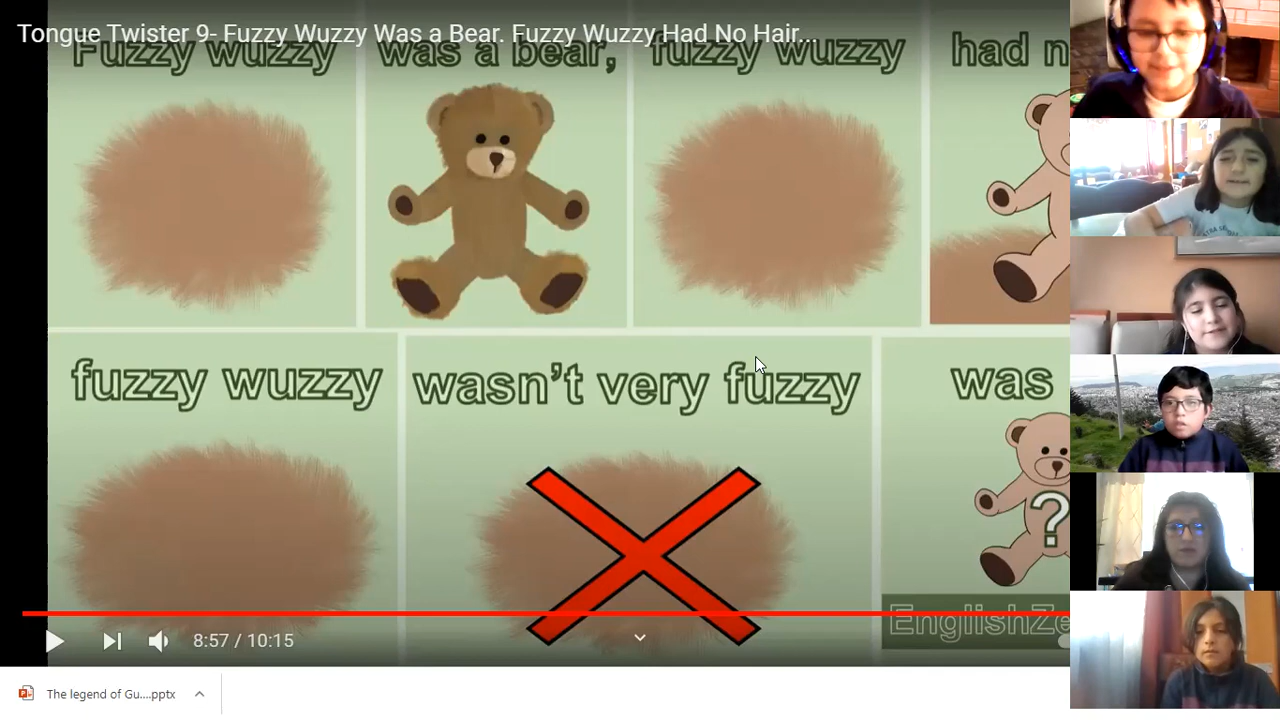 Tongue Twister 9- Fuzzy Wuzzy Was a Bear. Fuzzy Wuzzy Had No Hair...
Fuzzy wuzzy was a bear, fuzzy wuzzy had n
fuzzy wuzzy wasn't very fuzzy was
?
EnglishZe
8:57 / 10:15
The legend of Gu....pptx